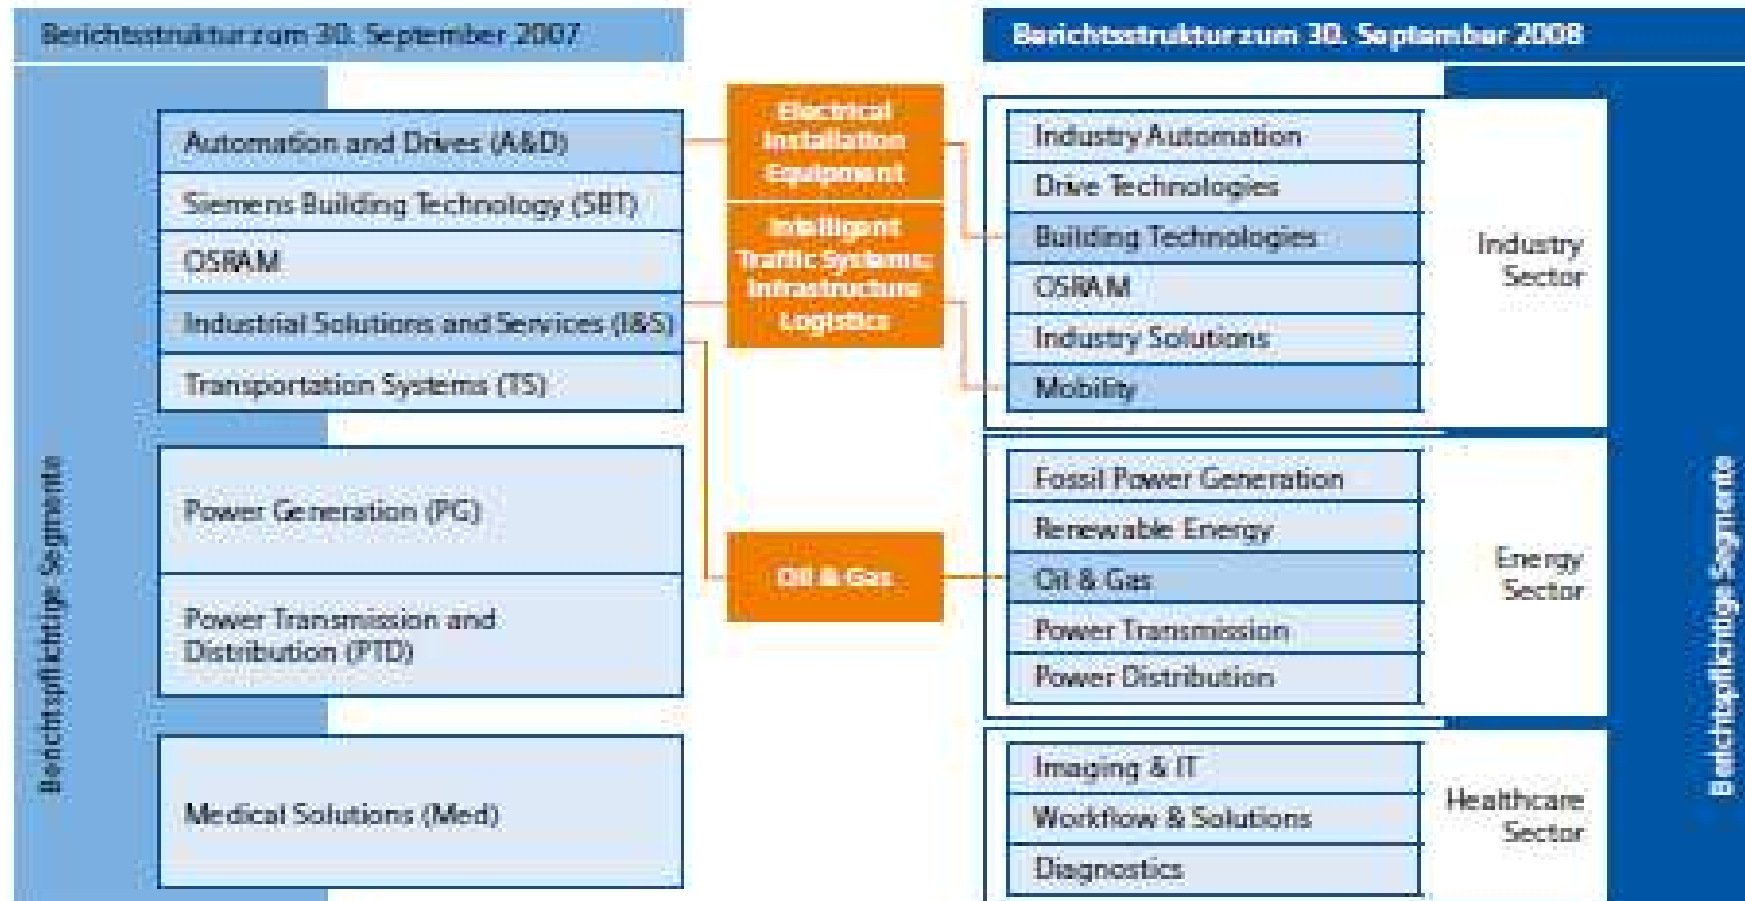 Berichtsstruktur zum 30. September 2007
Berichtspflichtige Segmente
Automation and Drives (A&D)
Siemens Building Technology (SBT)
OSRAM
Industrial Solutions and Services (I&S)
Transportation Systems (TS)
Power Generation (PG)
Power Transmission and
Distribution (PTD)
Medical Solutions (Med)
Electrical
Installation
Equipment
Intelligent
Traffic Systems;
Infrastructure
Logistics
Oil & Gas
Berichtsstruktur zum 30. September 2008
Industry Automation
Drive Technologies
Building Technologies
OSRAM
Industry Solutions
Mobility
Industry
Sector
Fossil Power Generation
Renewable Energy
Oil & Gas
Power Transmission
Power Distribution
Energy
Sector
Imaging & IT
Workflow & Solutions
Diagnostics
Healthcare
Sector
Berichtspflichtige Segmente